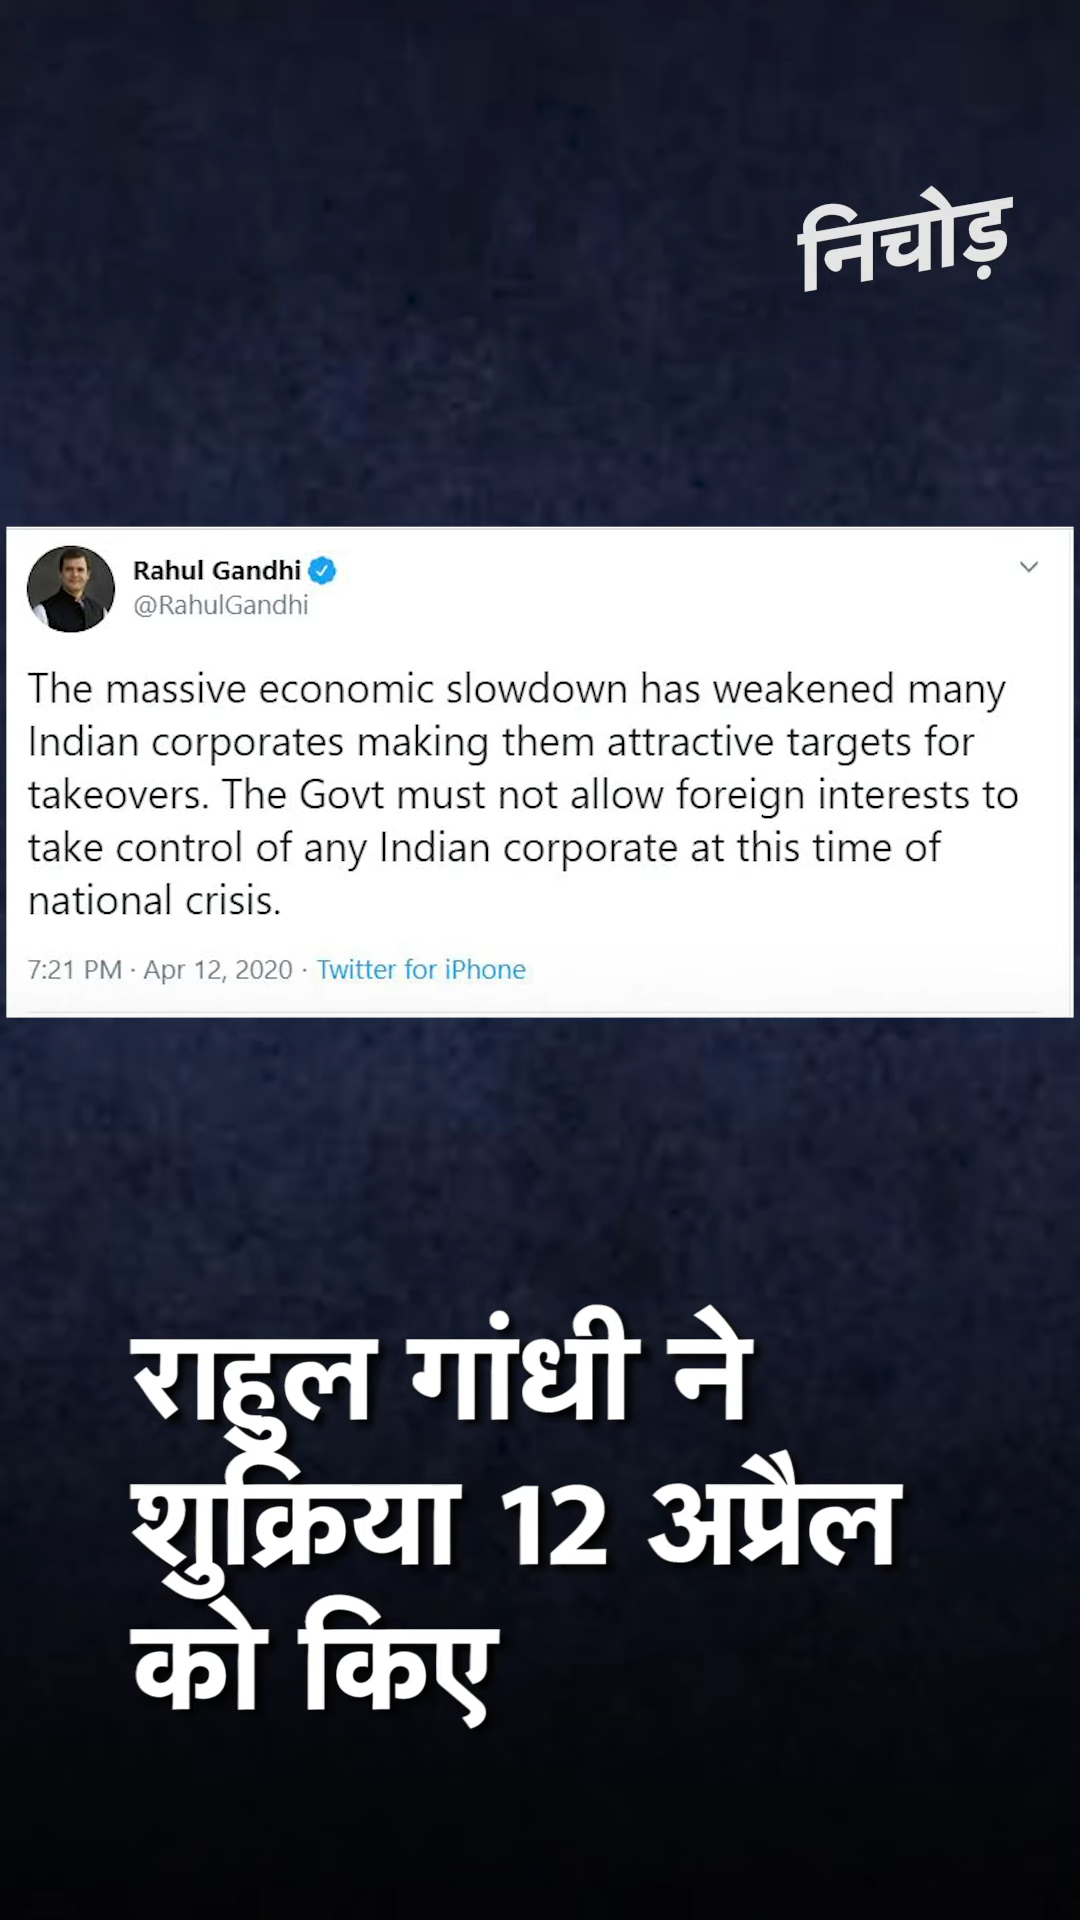 निचोड़
Rahul Gandhi
@RahulGandhi
The massive economic slowdown has weakened many
Indian corporates making them attractive targets for
takeovers. The Govt must not allow foreign interests to
take control of any Indian corporate at this time of
national crisis.
7:21 PM · Apr 12, 2020 · Twitter for iPhone
राहुल गांधी ने
शुक्रिया 12 अप्रैल
को किए